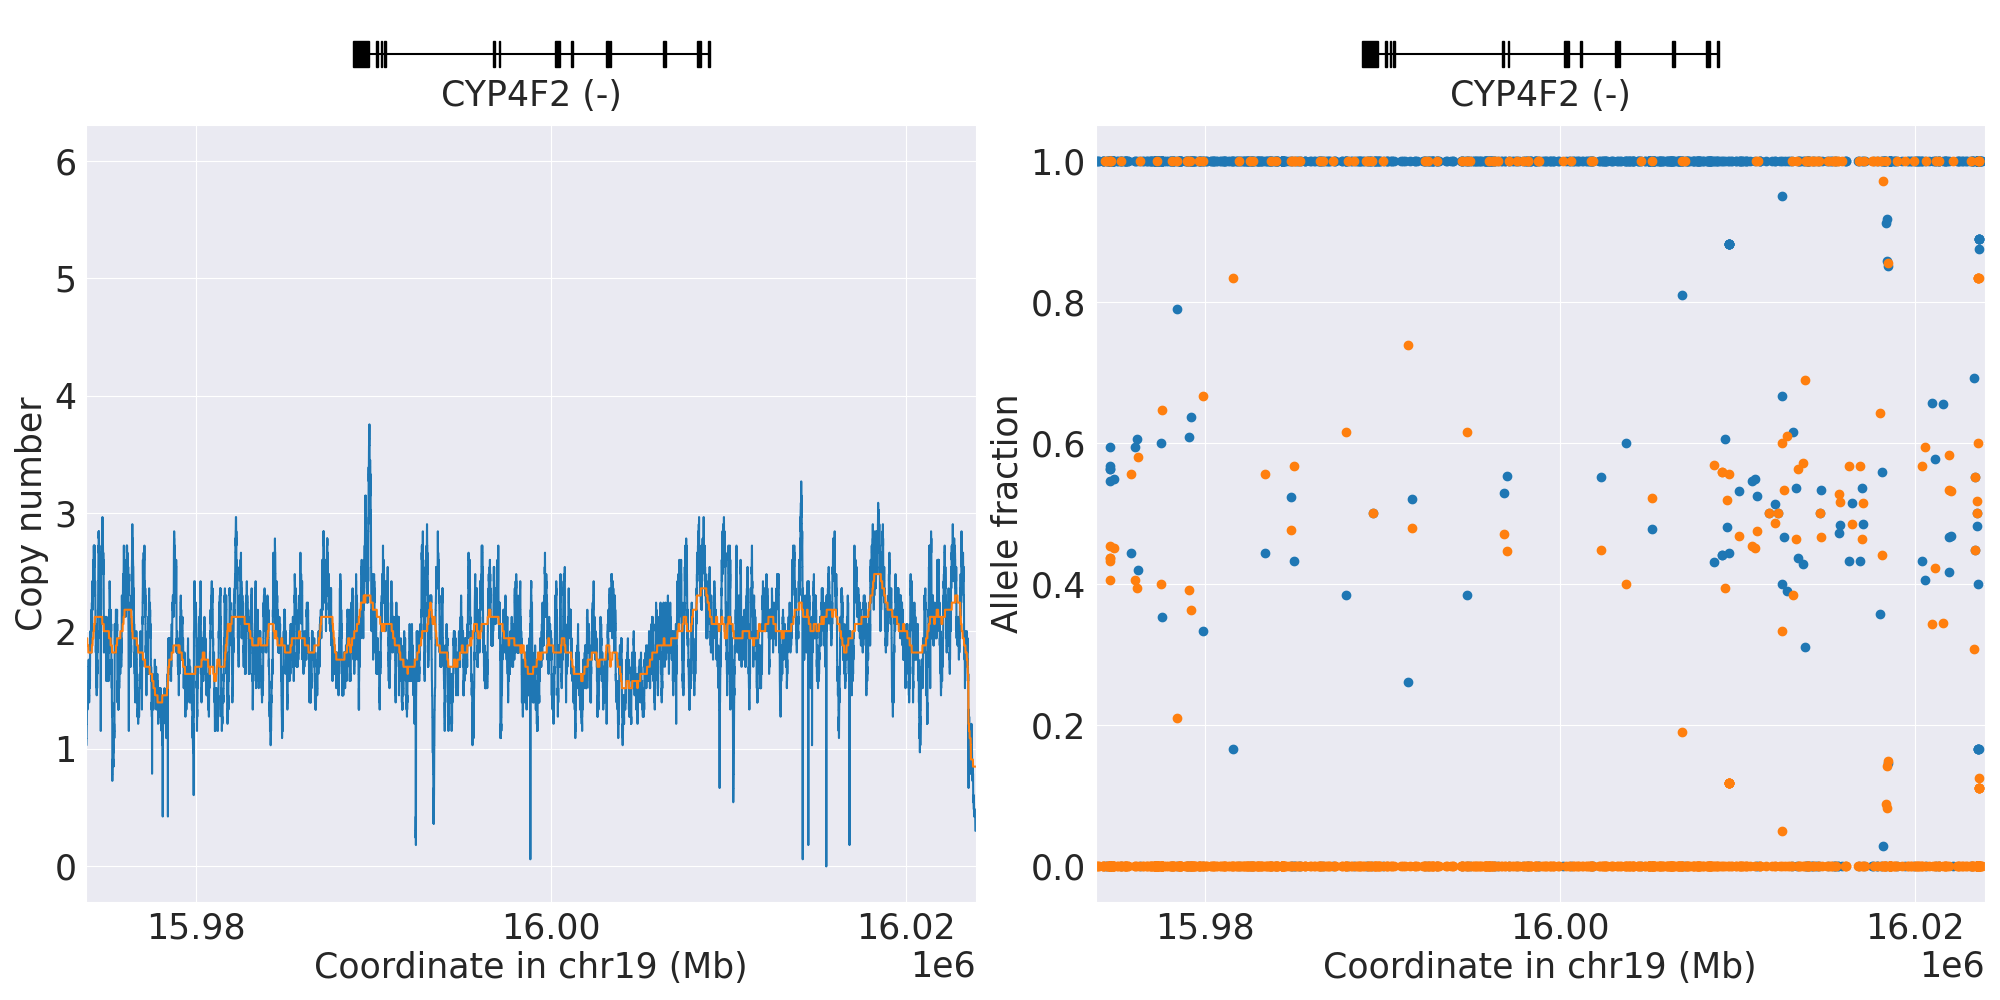 CYP4F2 (-)
6
5
4
3
2
1
0
Copy number
15.98
16.00
16.02
Coordinate in chr19 (Mb)
1e6
CYP4F2 (-)
1.0
0.8
0.6
0.4
0.2
0.0
Allele fraction
15.98
16.00
16.02
Coordinate in chr19 (Mb)
1e6